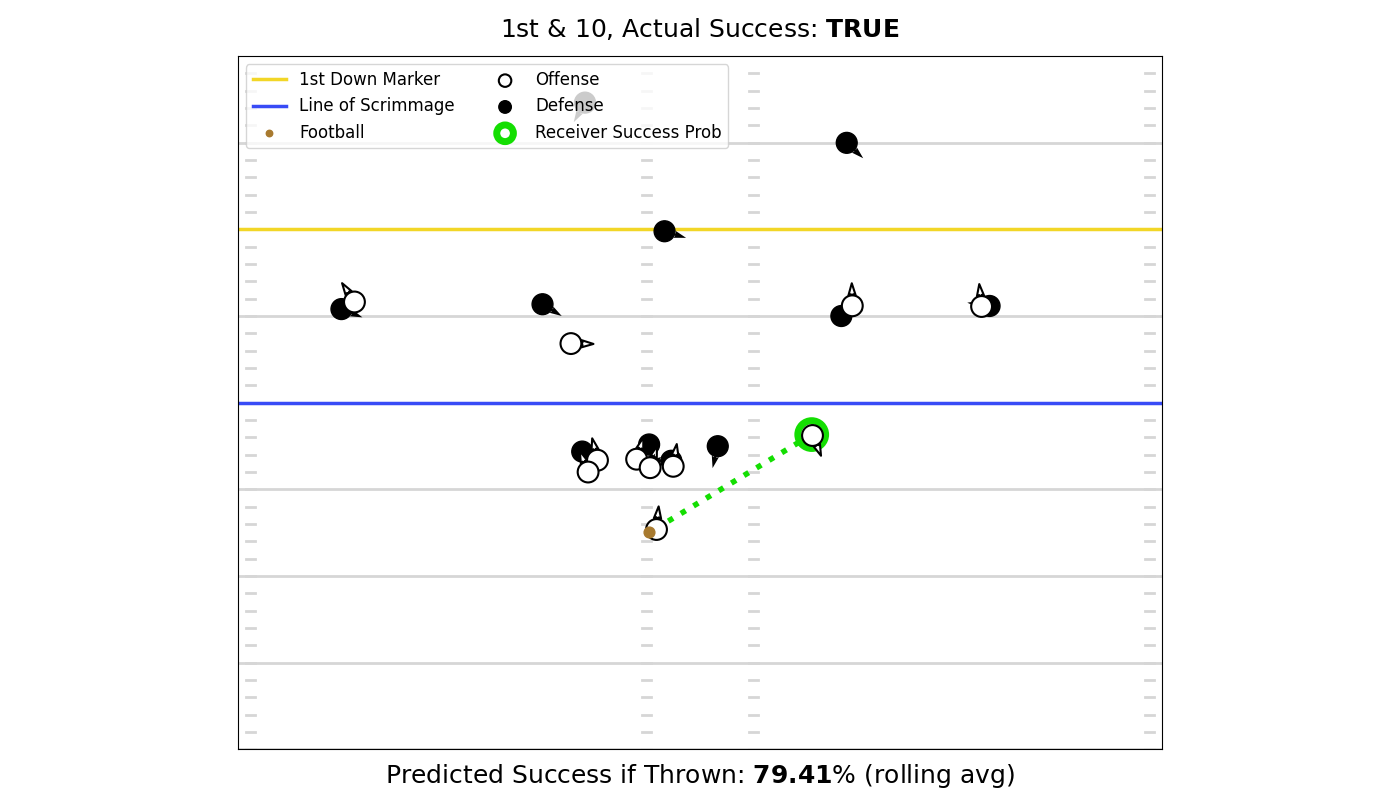 1st & 10, Actual Success: TRUE
1st Down Marker
Line of Scrimmage
Football
Offense
Defense
Receiver Success Prob
Predicted Success if Thrown: 79.41% (rolling avg)